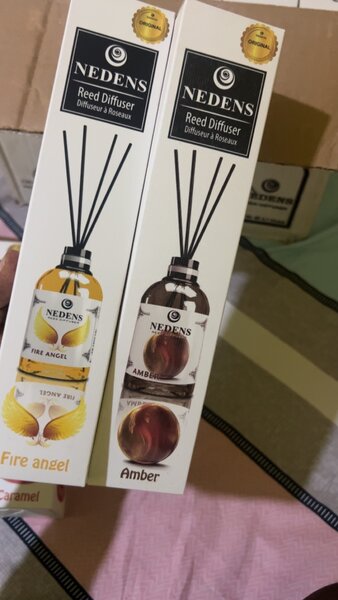 ORIGINAL
NEDENS
Reed Diffuser
Diffuseur à Roseaux
NEDENS
FIRE ANGEL
FIRE ANGEL
Fire angel
ORIGINAL
NEDENS
Reed Diffuser
Diffuseur à Roseaux
NEDENS
AMBER
AMBER
Amber
Caramel
NEDENS